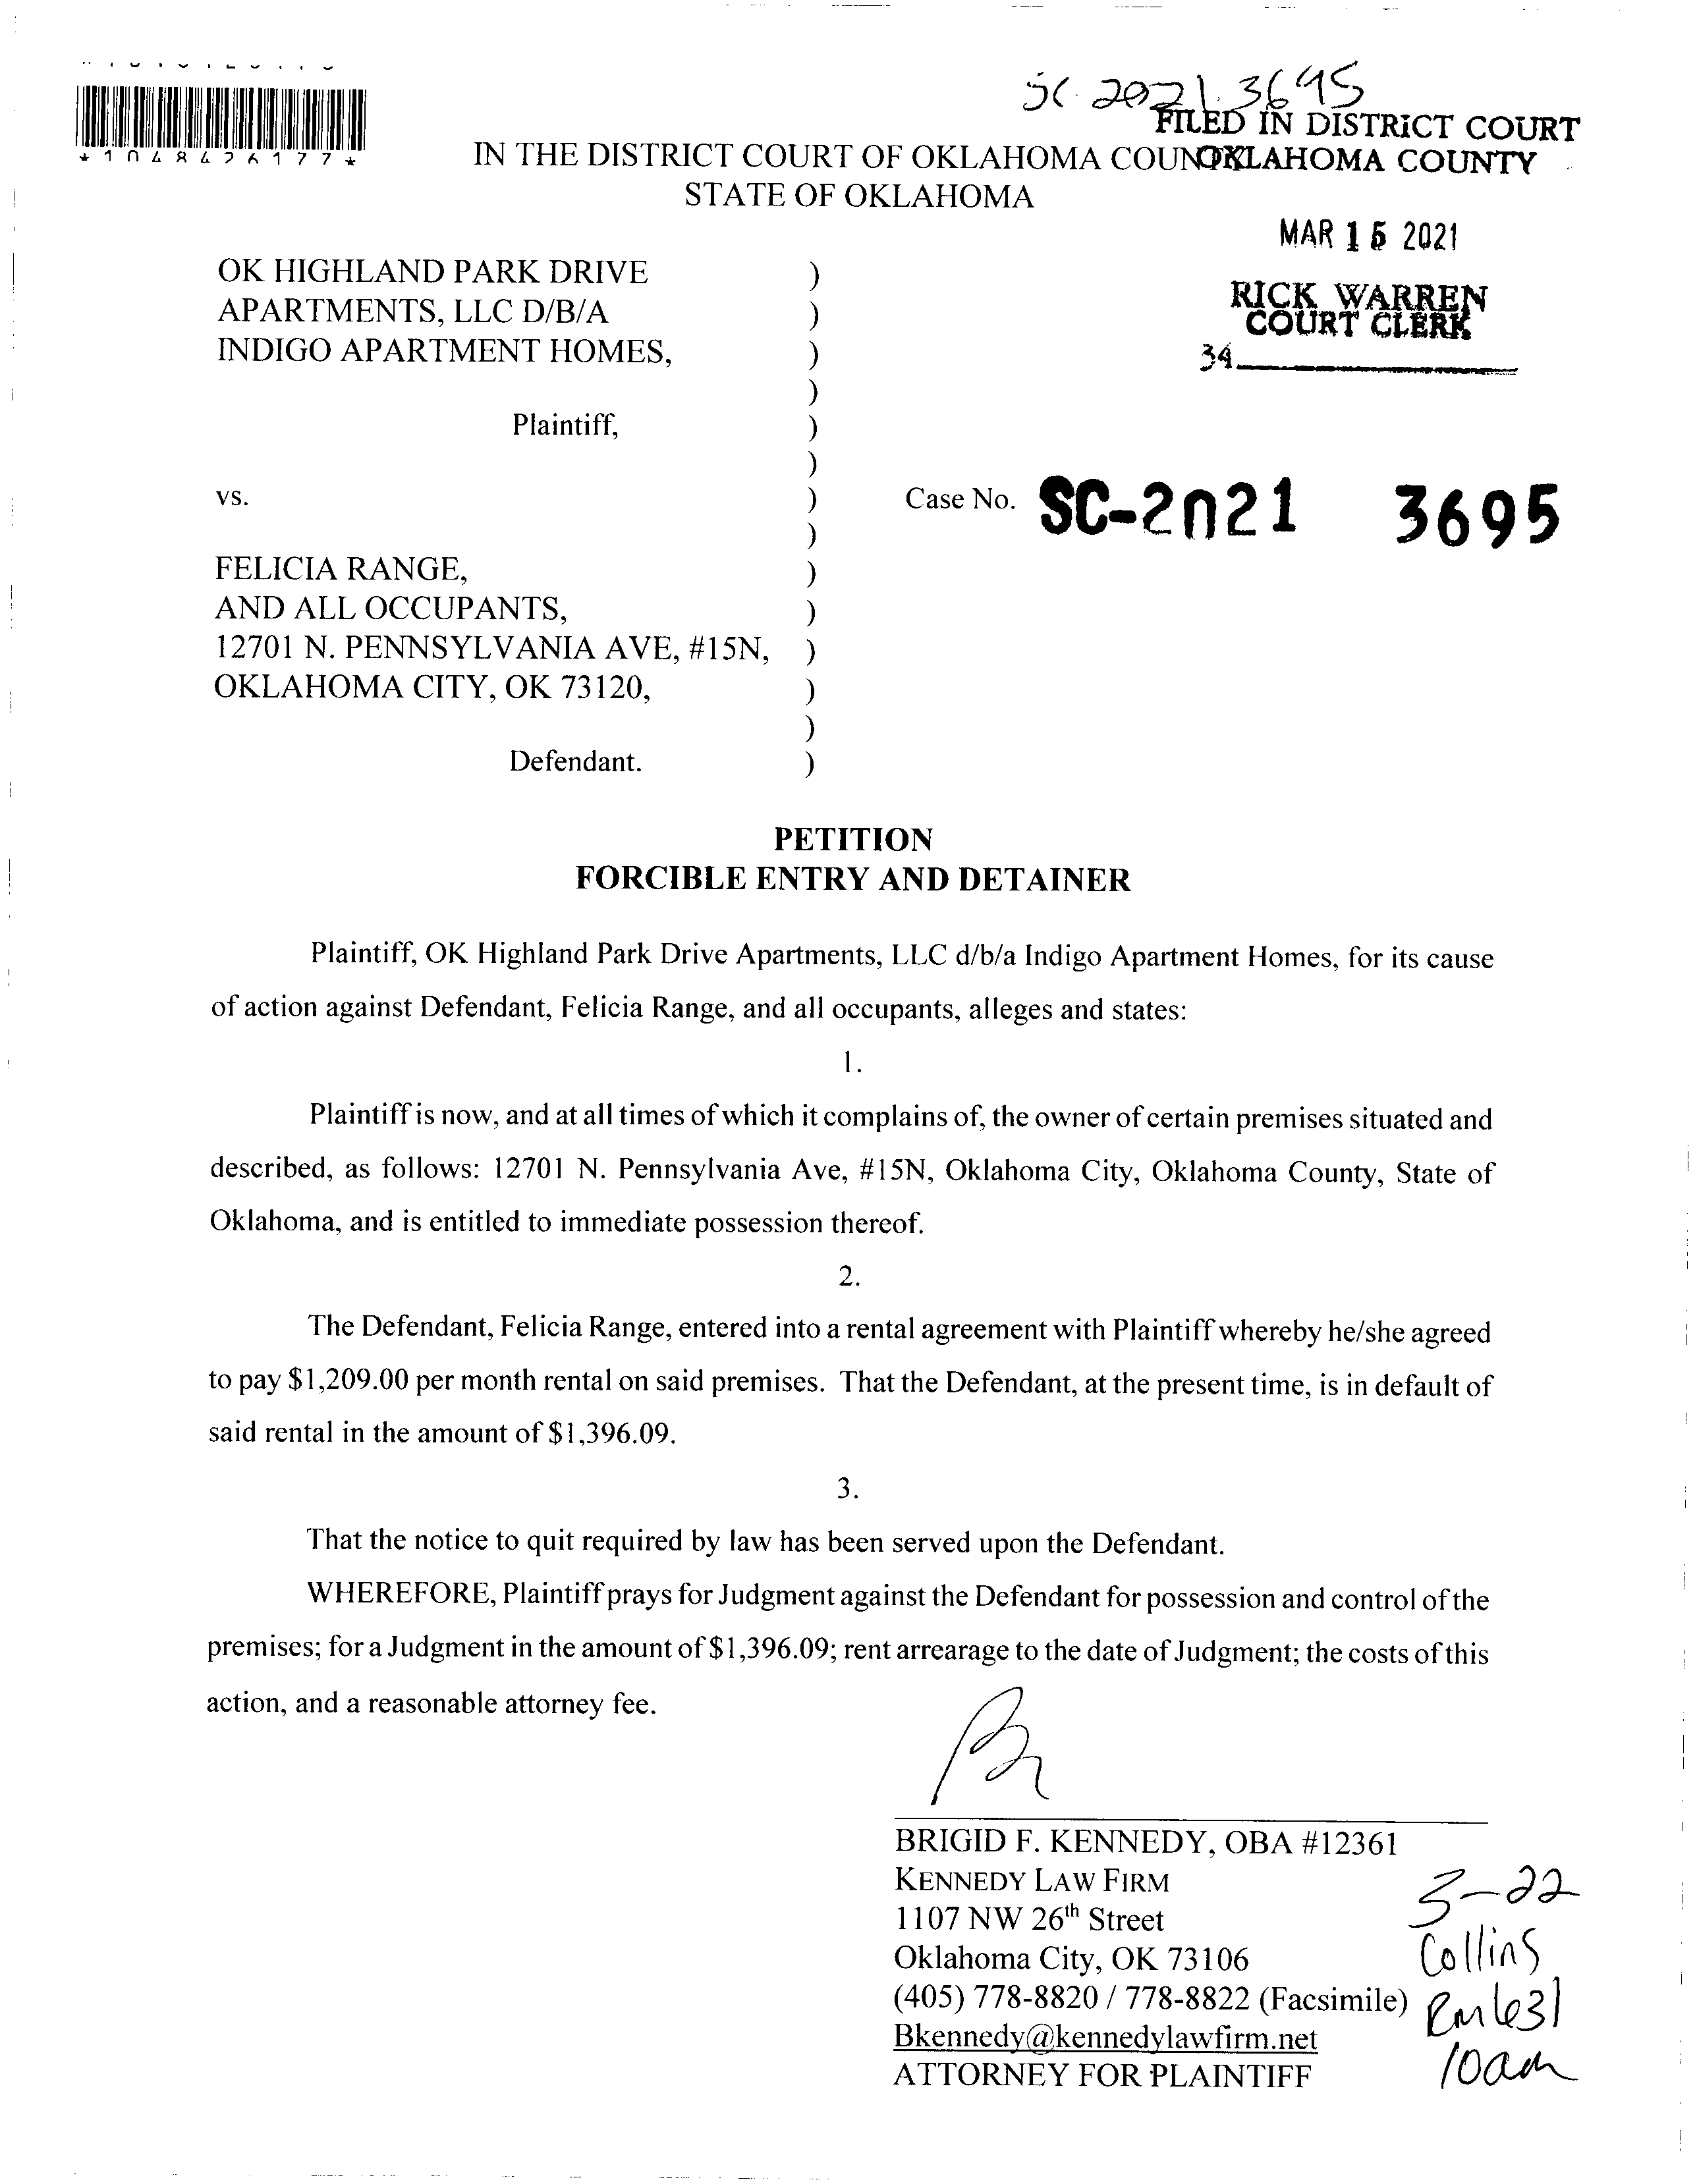 SC 2021 3695
FILED IN DISTRICT COURT
OKLAHOMA COUNTY
*1048426177*
IN THE DISTRICT COURT OF OKLAHOMA COUN
STATE OF OKLAHOMA
MAR 15 2021
RICK WARREN
COURT CLERK
34
OK HIGHLAND PARK DRIVE )
APARTMENTS, LLC D/B/A )
INDIGO APARTMENT HOMES, )
)
Plaintiff, )
)
vs. ) Case No. SC-2021 3695
)
FELICIA RANGE, )
AND ALL OCCUPANTS, )
12701 N. PENNSYLVANIA AVE, #15N, )
OKLAHOMA CITY, OK 73120, )
)
Defendant. )
PETITION
FORCIBLE ENTRY AND DETAINER
Plaintiff, OK Highland Park Drive Apartments, LLC d/b/a Indigo Apartment Homes, for its cause
of action against Defendant, Felicia Range, and all occupants, alleges and states:
1.
Plaintiff is now, and at all times of which it complains of, the owner of certain premises situated and
described, as follows: 12701 N. Pennsylvania Ave, #15N, Oklahoma City, Oklahoma County, State of
Oklahoma, and is entitled to immediate possession thereof.
2.
The Defendant, Felicia Range, entered into a rental agreement with Plaintiff whereby he/she agreed
to pay $1,209.00 per month rental on said premises. That the Defendant, at the present time, is in default of
said rental in the amount of $1,396.09.
3.
That the notice to quit required by law has been served upon the Defendant.
WHEREFORE, Plaintiff prays for Judgment against the Defendant for possession and control of the
premises; for a Judgment in the amount of $1,396.09; rent arrearage to the date of Judgment; the costs of this
action, and a reasonable attorney fee.
BRIGID F. KENNEDY, OBA #12361
KENNEDY LAW FIRM
1107 NW 26th Street
Oklahoma City, OK 73106
(405) 778-8820 / 778-8822 (Facsimile)
Bkennedy@kennedylawfirm.net
ATTORNEY FOR PLAINTIFF
3-22
Collins
Rm 631
10am